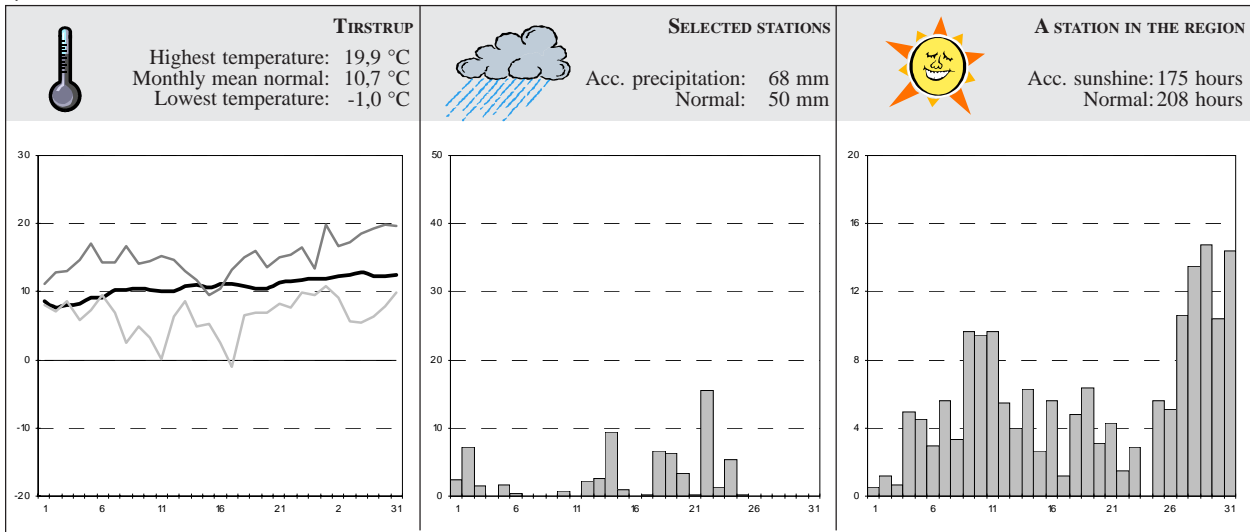 TIRSTRUP
Highest temperature: 19,9 °C
Monthly mean normal: 10,7 °C
Lowest temperature: -1,0 °C
SELECTED STATIONS
Acc. precipitation: 68 mm
Normal: 50 mm
A STATION IN THE REGION
Acc. sunshine: 175 hours
Normal: 208 hours
30
20
10
0
-10
-20
1 6 11 16 21 2 31
50
40
30
20
10
0
1 6 11 16 21 26 31
20
16
12
8
4
0
1 6 11 16 21 26 31